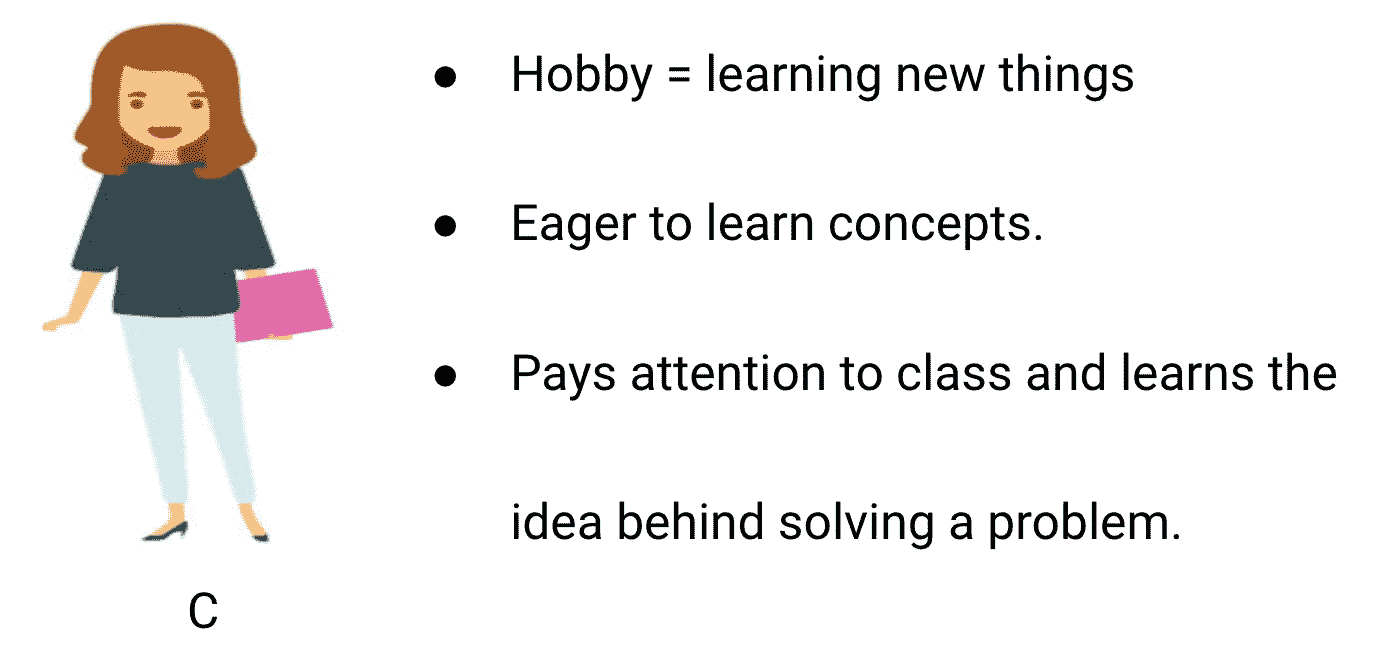 ● Hobby = learning new things
● Eager to learn concepts.
● Pays attention to class and learns the
idea behind solving a problem.
C